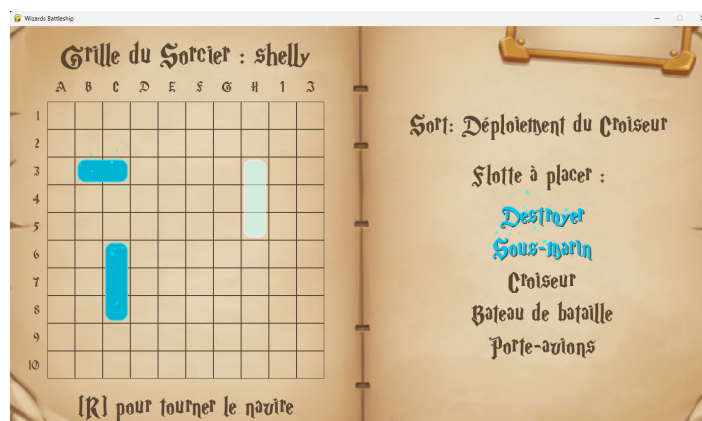 Wizards Battleship
Grille du Sorcier : shelly
A B C D E F G H I J
1
2
3
4
5
6
7
8
9
10
[R] pour tourner le navire
Sort: Déploiement du Croiseur
Flotte à placer :
Destroyer
Sous-marin
Croiseur
Bateau de bataille
Porte-avions